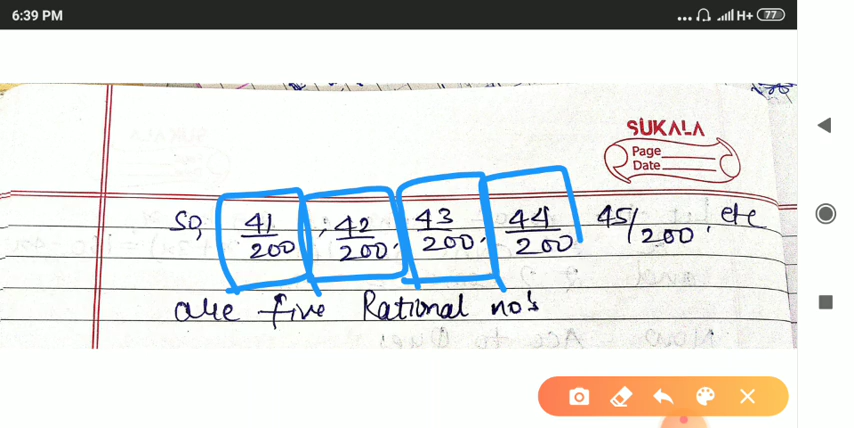 6:39 PM
H+ 77
SUKALA
Page
Date
So, 41/200, 42/200, 43/200, 44/200 45/200, etc
are five Rational no's